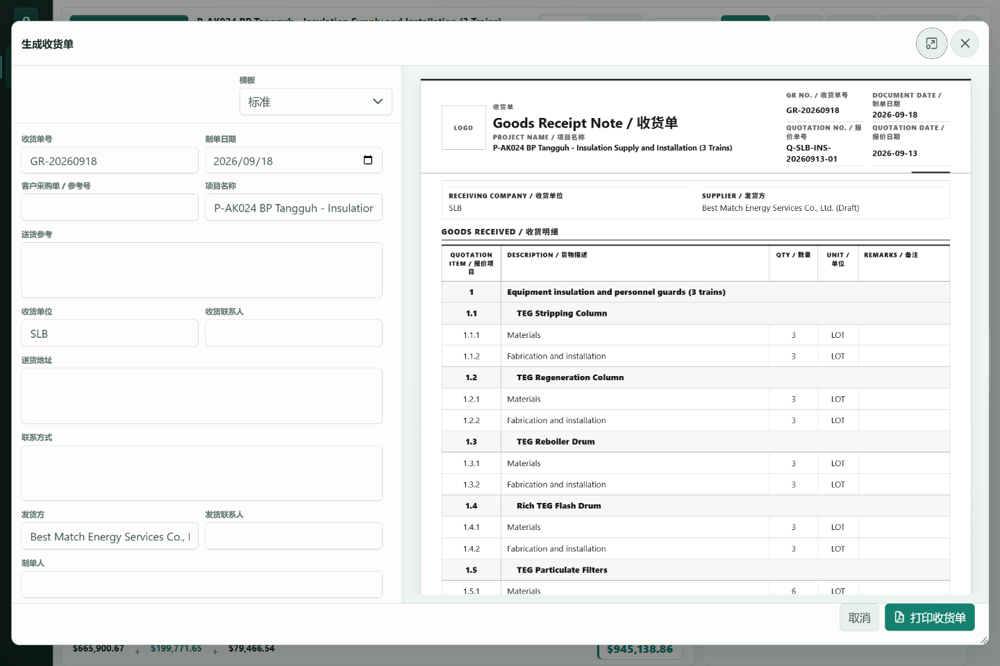 生成收货单
模板
标准
收货单号
制单日期
GR-20260918
2026/09/18
客户采购单 / 参考号
项目名称
P-AK024 BP Tangguh - Insulation
送货参考
收货单位
收货联系人
SLB
送货地址
联系方式
发货方
发货联系人
Best Match Energy Services Co., L
制单人
LOGO
收货单
Goods Receipt Note / 收货单
PROJECT NAME / 项目名称
P-AK024 BP Tangguh - Insulation Supply and Installation (3 Trains)
GR NO. / 收货单号
GR-20260918
DOCUMENT DATE /
制单日期
2026-09-18
QUOTATION NO. / 报
价单号
Q-SLB-INS-
20260913-01
QUOTATION DATE /
报价日期
2026-09-13
RECEIVING COMPANY / 收货单位
SLB
SUPPLIER / 发货方
Best Match Energy Services Co., Ltd. (Draft)
GOODS RECEIVED / 收货明细
QUOTATION
ITEM / 报价项
目
DESCRIPTION / 货物描述
QTY / 数量
UNIT /
单位
REMARKS / 备注
1 Equipment insulation and personnel guards (3 trains)
1.1 TEG Stripping Column
1.1.1 Materials 3 LOT
1.1.2 Fabrication and installation 3 LOT
1.2 TEG Regeneration Column
1.2.1 Materials 3 LOT
1.2.2 Fabrication and installation 3 LOT
1.3 TEG Reboiler Drum
1.3.1 Materials 3 LOT
1.3.2 Fabrication and installation 3 LOT
1.4 Rich TEG Flash Drum
1.4.1 Materials 3 LOT
1.4.2 Fabrication and installation 3 LOT
1.5 TEG Particulate Filters
1.5.1 Materials 6 LOT
取消
打印收货单
$665,900.67 + $199,771.65 + $79,466.54
$945,138.86